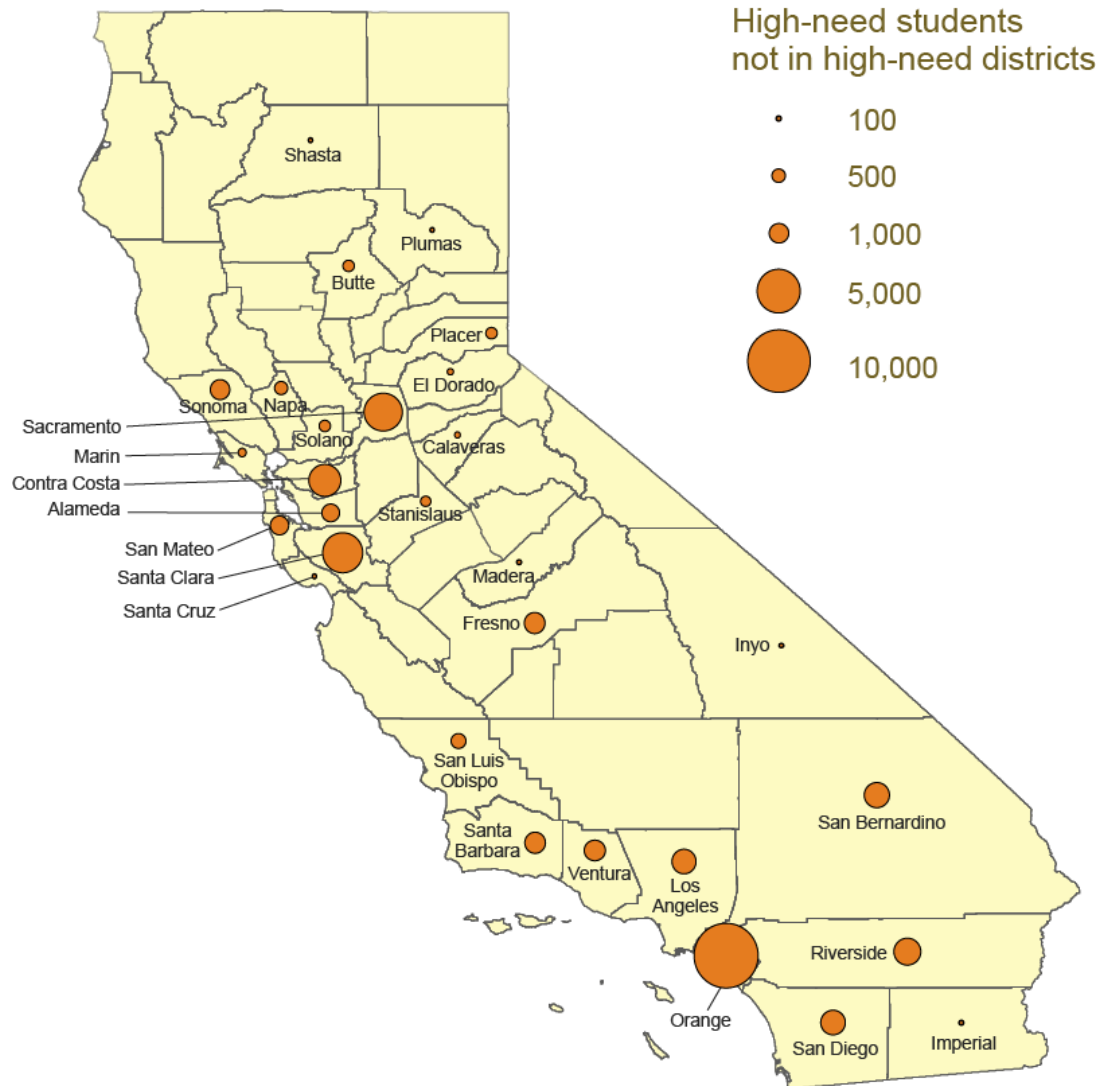 High-need students
not in high-need districts
100
500
1,000
5,000
10,000
Shasta
Plumas
Butte
Placer
El Dorado
Sonoma
Napa
Sacramento
Solano
Calaveras
Marin
Contra Costa
Alameda
Stanislaus
San Mateo
Santa Clara
Madera
Santa Cruz
Fresno
Inyo
San Luis
Obispo
San Bernardino
Santa
Barbara
Ventura
Los
Angeles
Riverside
Orange
San Diego
Imperial